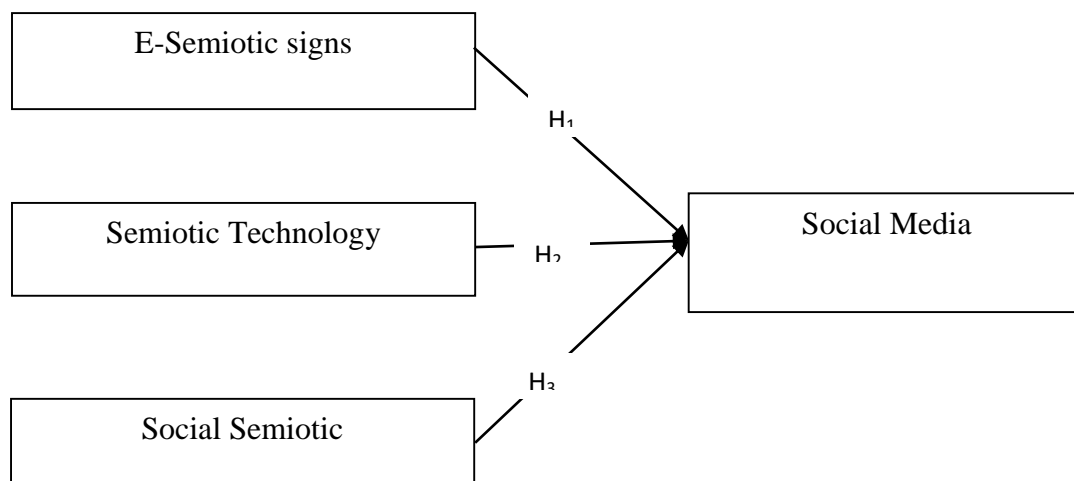 E-Semiotic signs
H₁
Semiotic Technology
H₂
Social Media
H₃
Social Semiotic